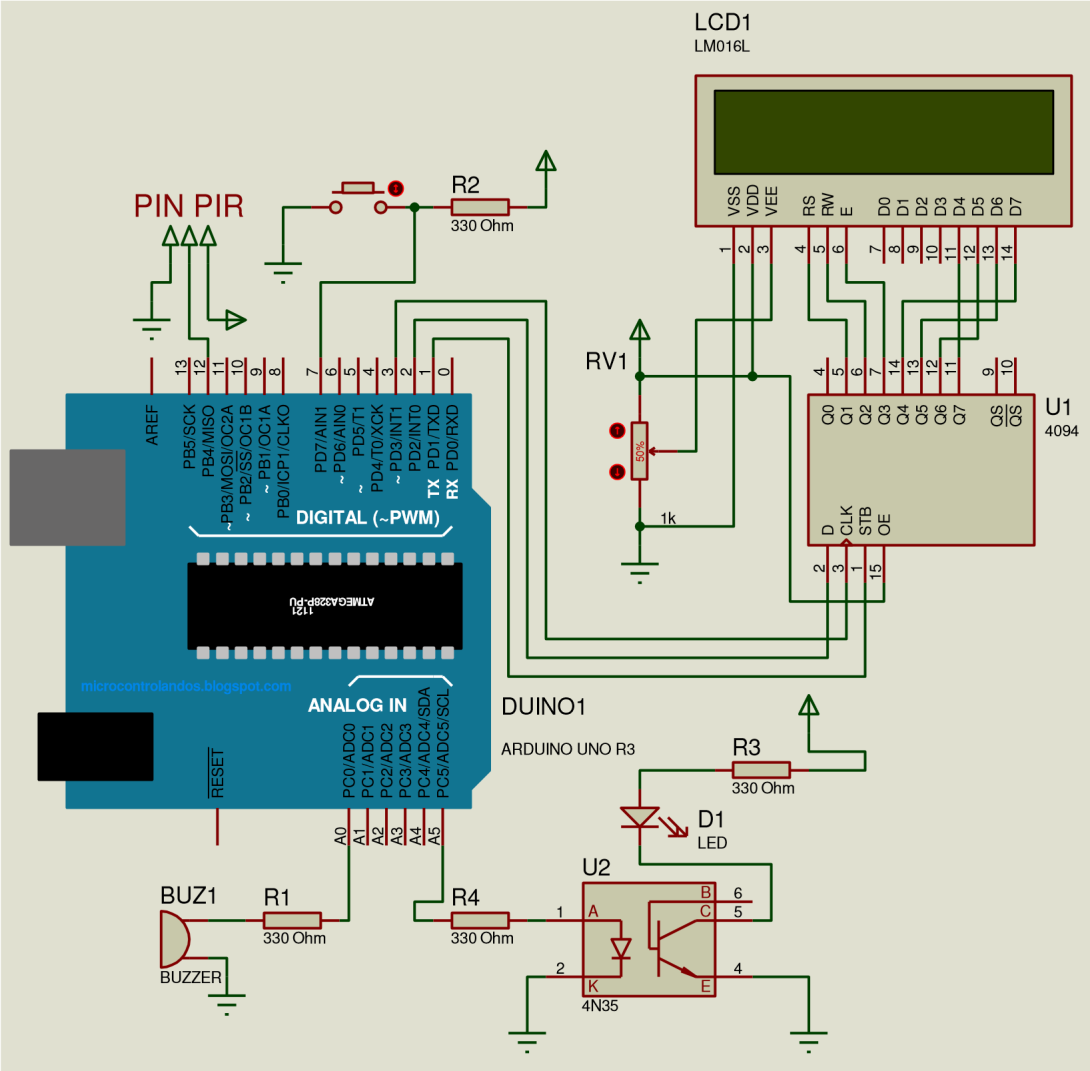 LCD1
LM016L
VSS
VDD
VEE
RS
RW
E
D0
D1
D2
D3
D4
D5
D6
D7
1
2
3
4
5
6
7
8
9
10
11
12
13
14
PIN PIR
R2
330 Ohm
RV1
50%
1k
4
5
6
7
14
13
12
11
9
10
Q0
Q1
Q2
Q3
Q4
Q5
Q6
Q7
QS
QS
U1
4094
D
CLK
STB
OE
2
3
1
15
13
12
11
10
9
8
7
6
5
4
3
2
1
0
AREF
PB5/SCK
PB4/MISO
~PB3/MOSI/OC2A
~ PB2/SS/OC1B
~ PB1/OC1A
PB0/ICP1/CLKO
PD7/AIN1
~ PD6/AIN0
~ PD5/T1
PD4/T0/XCK
~ PD3/INT1
PD2/INT0
TX PD1/TXD
RX PD0/RXD
DIGITAL (~PWM)
1121
ATMEGA328P-PU
microcontrolandos.blogspot.com
ANALOG IN
RESET
PC0/ADC0
PC1/ADC1
PC2/ADC2
PC3/ADC3
PC4/ADC4/SDA
PC5/ADC5/SCL
A0
A1
A2
A3
A4
A5
DUINO1
ARDUINO UNO R3
R3
330 Ohm
D1
LED
BUZ1
BUZZER
R1
330 Ohm
R4
330 Ohm
U2
1
2
A
K
B
C
E
6
5
4
4N35